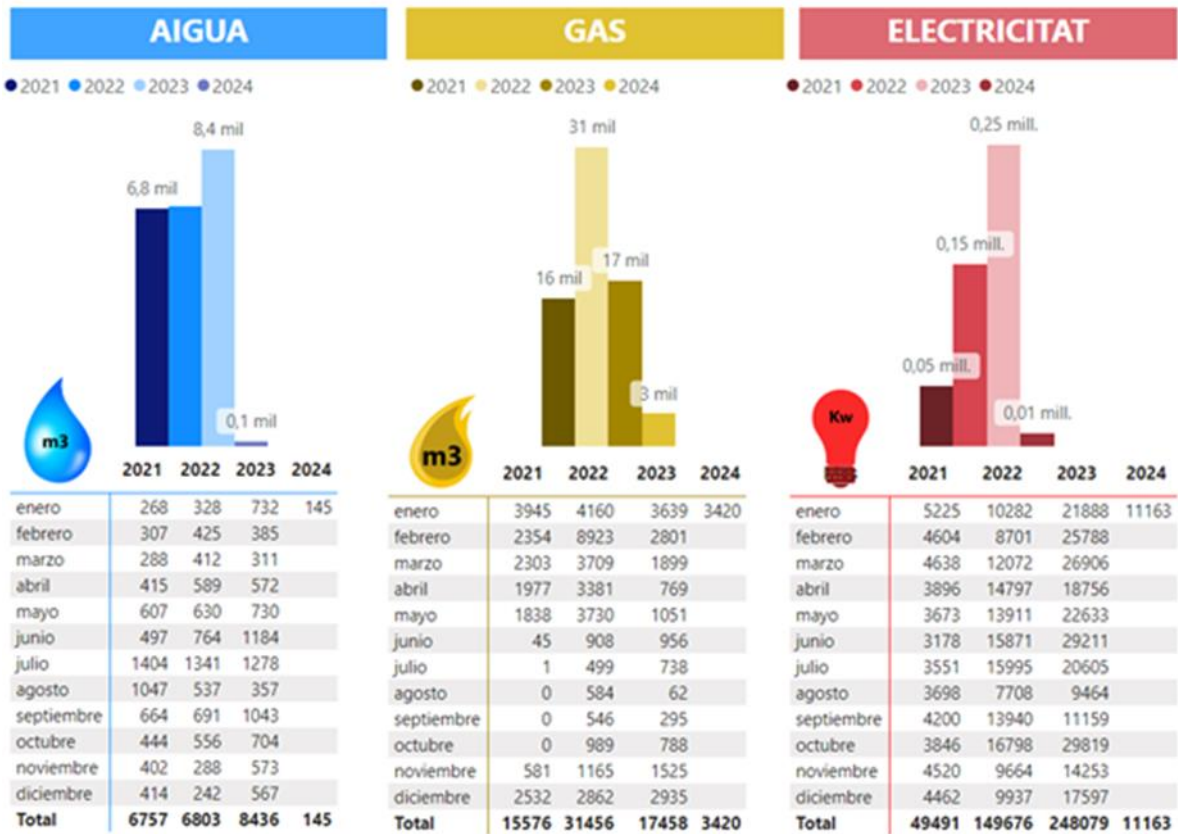 AIGUA
2021 2022 2023 2024
8,4 mil
6,8 mil
0,1 mil
m3
2021 2022 2023 2024
enero 268 328 732 145
febrero 307 425 385
marzo 288 412 311
abril 415 589 572
mayo 607 630 730
junio 497 764 1184
julio 1404 1341 1278
agosto 1047 537 357
septiembre 664 691 1043
octubre 444 556 704
noviembre 402 288 573
diciembre 414 242 567
Total 6757 6803 8436 145
GAS
2021 2022 2023 2024
31 mil
17 mil
16 mil
3 mil
m3
2021 2022 2023 2024
enero 3945 4160 3639 3420
febrero 2354 8923 2801
marzo 2303 3709 1899
abril 1977 3381 769
mayo 1838 3730 1051
junio 45 908 956
julio 1 499 738
agosto 0 584 62
septiembre 0 546 295
octubre 0 989 788
noviembre 581 1165 1525
diciembre 2532 2862 2935
Total 15576 31456 17458 3420
ELECTRICITAT
2021 2022 2023 2024
0,25 mill.
0,15 mill.
0,05 mill.
0,01 mill.
Kw
2021 2022 2023 2024
enero 5225 10282 21888 11163
febrero 4604 8701 25788
marzo 4638 12072 26906
abril 3896 14797 18756
mayo 3673 13911 22633
junio 3178 15871 29211
julio 3551 15995 20605
agosto 3698 7708 9464
septiembre 4200 13940 11159
octubre 3846 16798 29819
noviembre 4520 9664 14253
diciembre 4462 9937 17597
Total 49491 149676 248079 11163